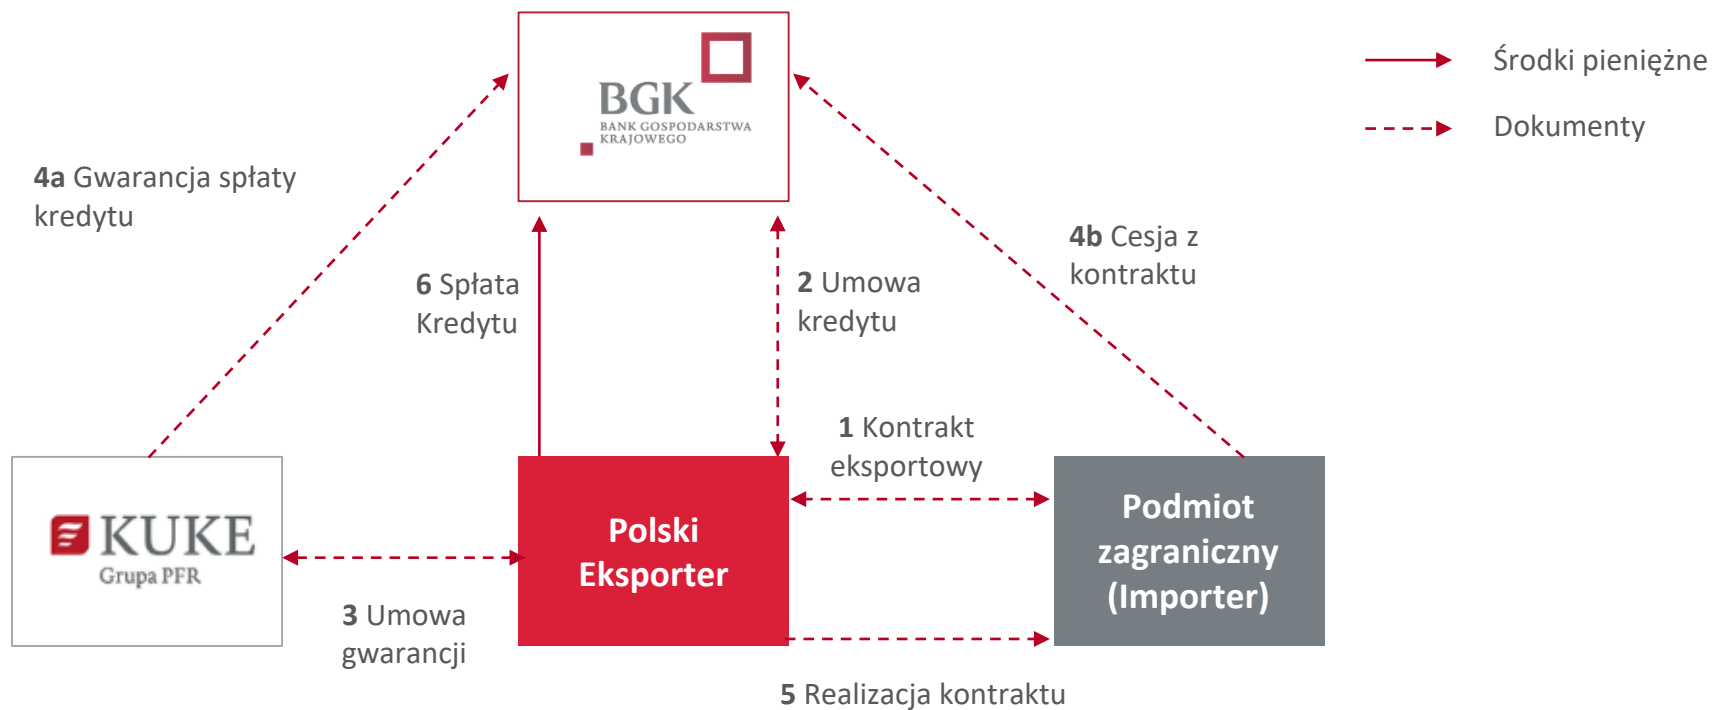 BGK
BANK GOSPODARSTWA
KRAJOWEGO
Środki pieniężne
Dokumenty
4a Gwarancja spłaty
kredytu
4b Cesja z
kontraktu
6 Spłata
Kredytu
2 Umowa
kredytu
1 Kontrakt
eksportowy
KUKE
Grupa PFR
Polski
Eksporter
Podmiot
zagraniczny
(Importer)
3 Umowa
gwarancji
5 Realizacja kontraktu